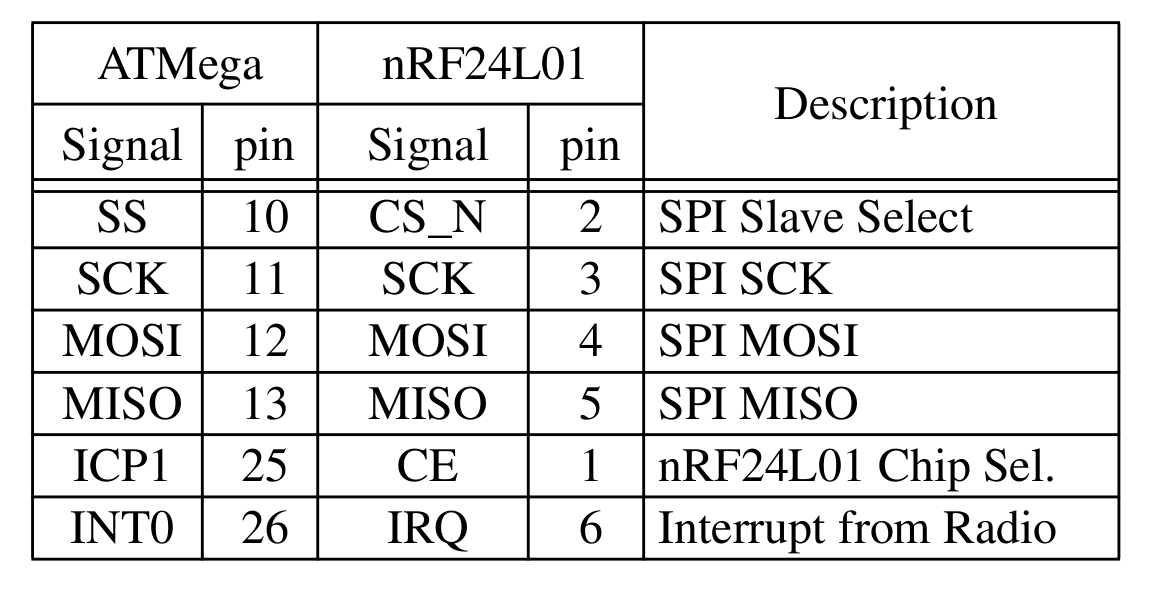 ATMega nRF24L01 Description
Signal pin Signal pin
SS 10 CS_N 2 SPI Slave Select
SCK 11 SCK 3 SPI SCK
MOSI 12 MOSI 4 SPI MOSI
MISO 13 MISO 5 SPI MISO
ICP1 25 CE 1 nRF24L01 Chip Sel.
INT0 26 IRQ 6 Interrupt from Radio